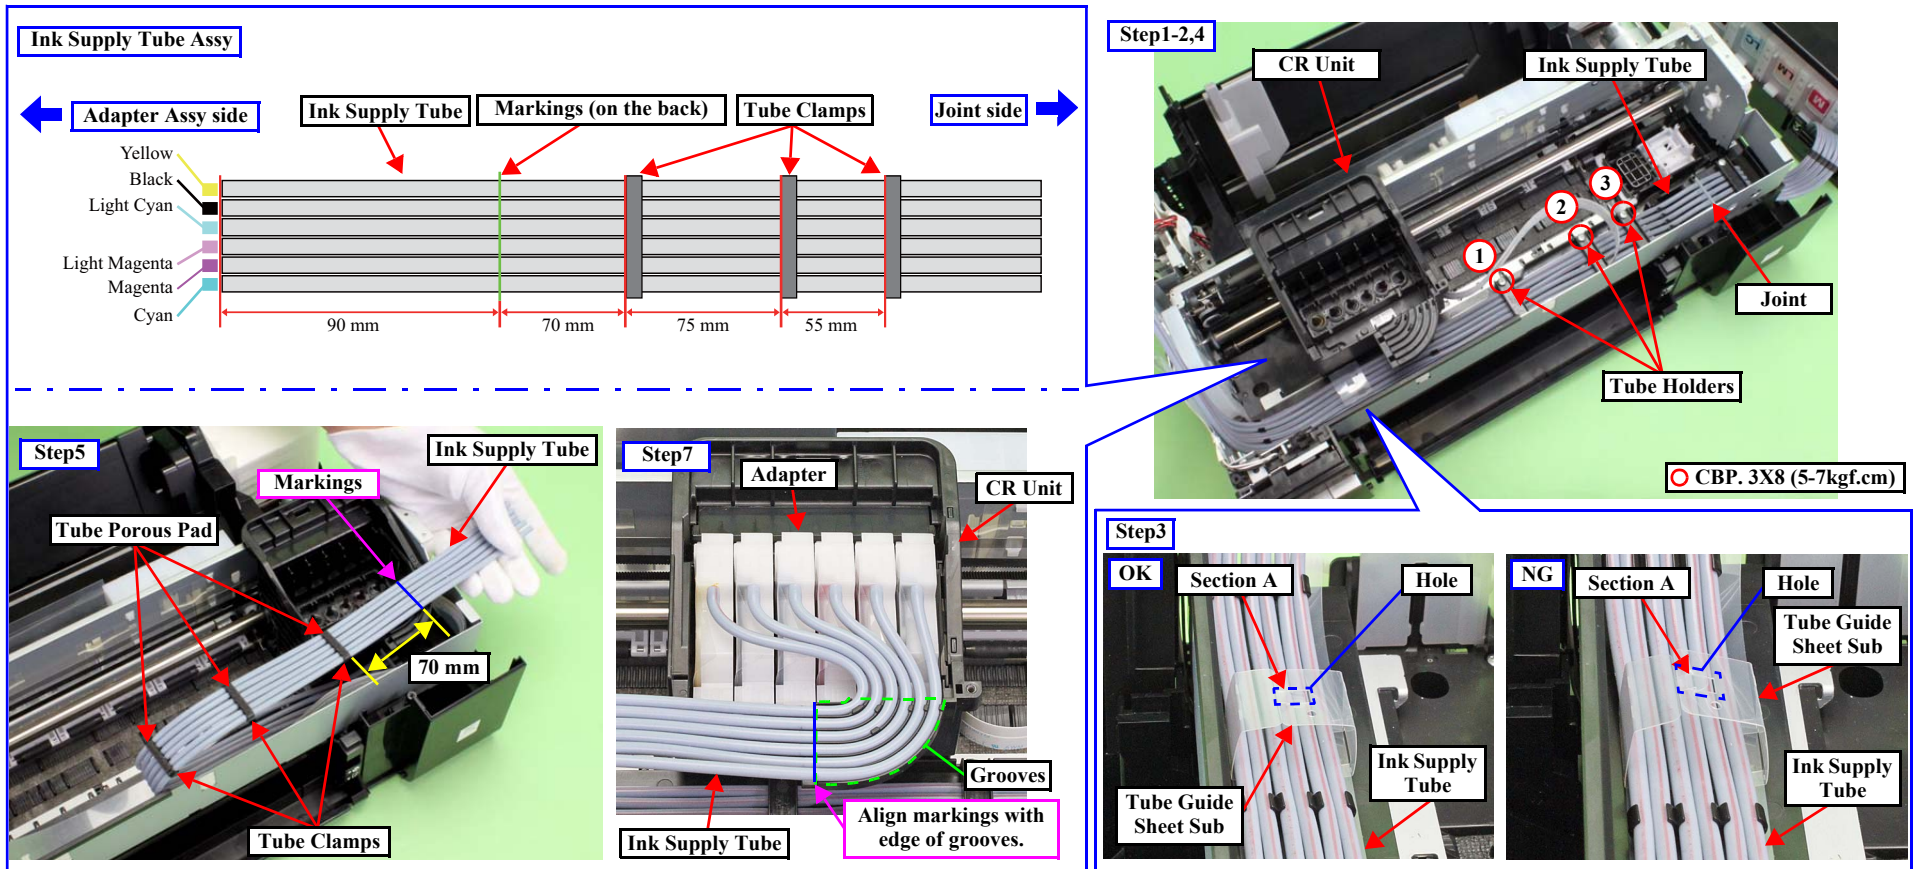 Ink Supply Tube Assy
Adapter Assy side
Ink Supply Tube
Markings (on the back)
Tube Clamps
Joint side
Yellow
Black
Light Cyan
Light Magenta
Magenta
Cyan
90 mm
70 mm
75 mm
55 mm
Step1-2,4
CR Unit
Ink Supply Tube
LC
LM
M
1
2
3
Joint
Tube Holders
CBP. 3X8 (5-7kgf.cm)
Step5
Ink Supply Tube
Markings
Tube Porous Pad
70 mm
Tube Clamps
Step7
Adapter
CR Unit
Grooves
Align markings with
edge of grooves.
Ink Supply Tube
Step3
OK
Section A
Hole
Tube Guide
Sheet Sub
Ink Supply
Tube
NG
Section A
Hole
Tube Guide
Sheet Sub
Ink Supply
Tube